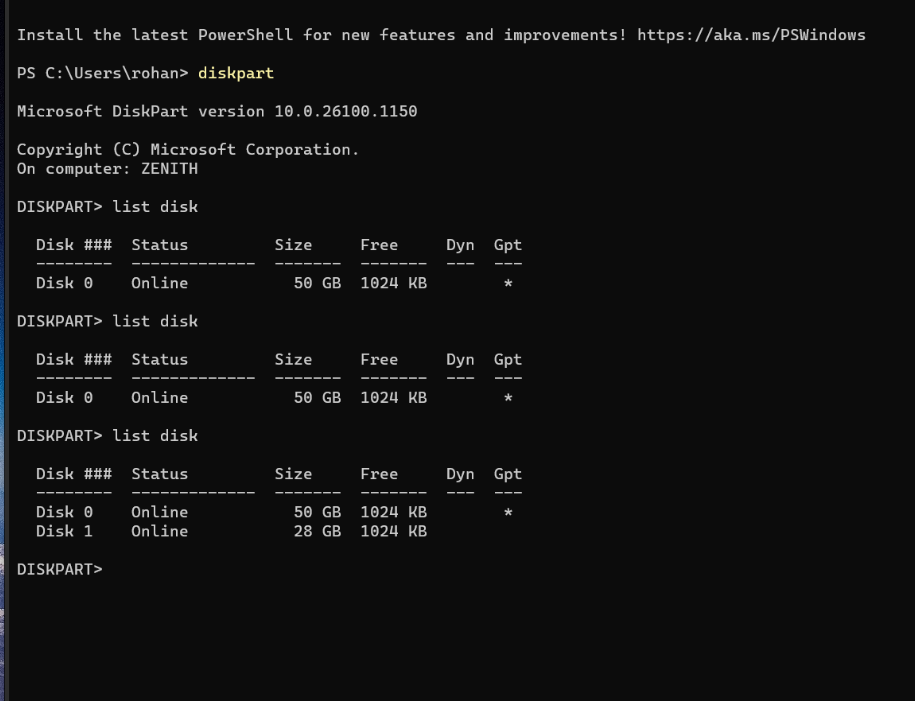 Install the latest PowerShell for new features and improvements! https://aka.ms/PSWindows
PS C:\Users\rohan> diskpart
Microsoft DiskPart version 10.0.26100.1150
Copyright (C) Microsoft Corporation.
On computer: ZENITH
DISKPART> list disk
  Disk ###  Status         Size     Free     Dyn  Gpt
  --------  -------------  -------  -------  ---  ---
  Disk 0    Online           50 GB  1024 KB        *
DISKPART> list disk
  Disk ###  Status         Size     Free     Dyn  Gpt
  --------  -------------  -------  -------  ---  ---
  Disk 0    Online           50 GB  1024 KB        *
DISKPART> list disk
  Disk ###  Status         Size     Free     Dyn  Gpt
  --------  -------------  -------  -------  ---  ---
  Disk 0    Online           50 GB  1024 KB        *
  Disk 1    Online           28 GB  1024 KB
DISKPART>